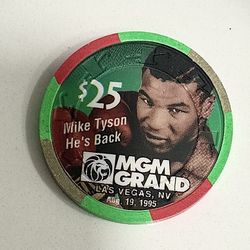 $25
Mike Tyson
He's Back
MGM
GRAND
LAS VEGAS, NV
Aug. 19, 1995